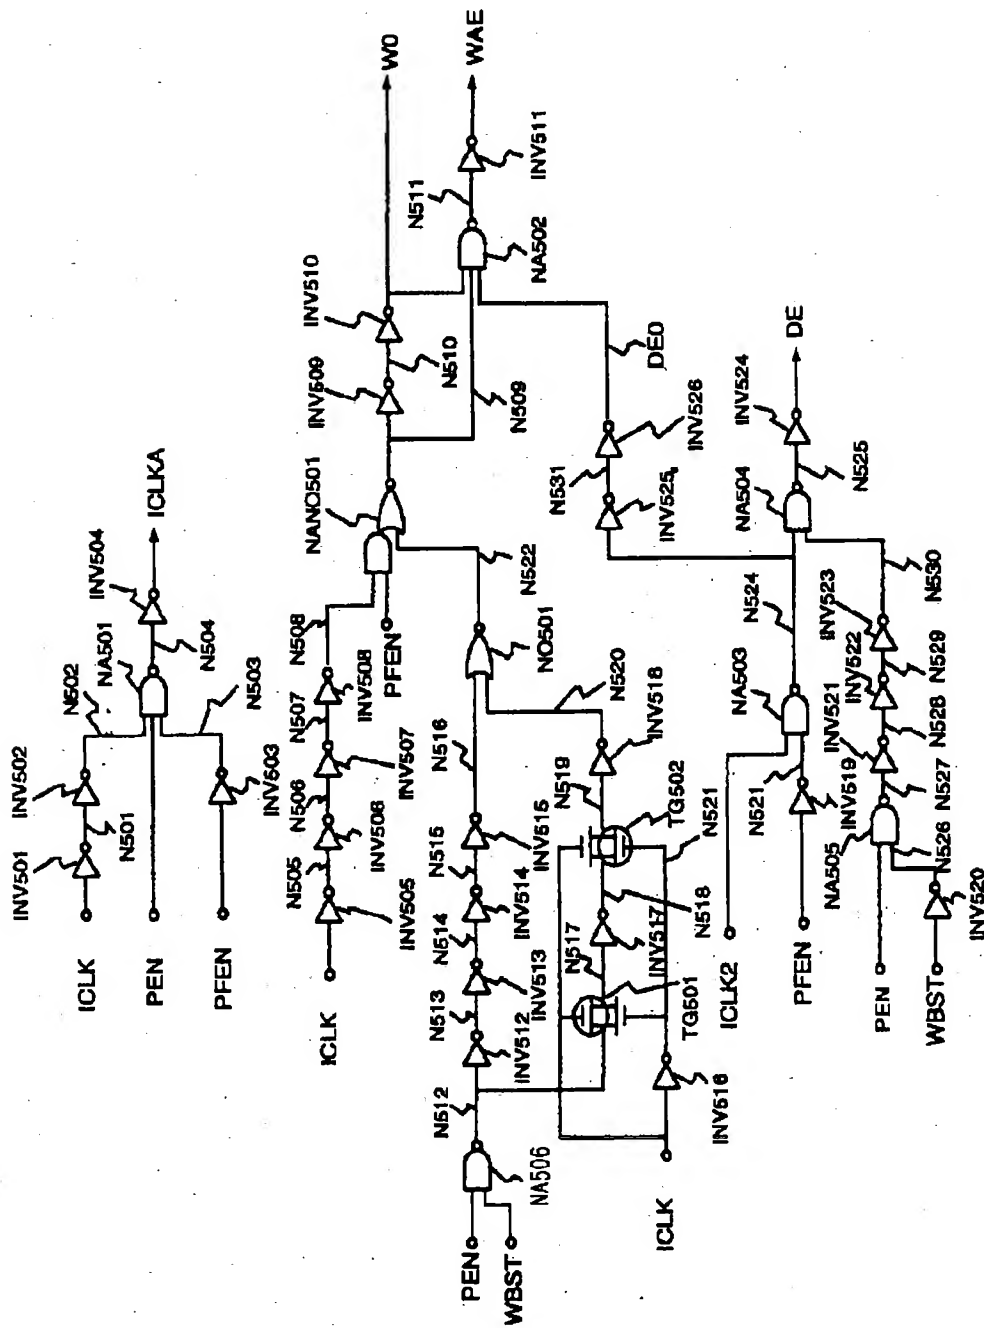 INV501
INV502
N502
NA501
INV504
ICLK
N501
ICLKA
PEN
N504
PFEN
INV503
N503
N505
N506
N507
N508
NANO501
INV509
INV510
W0
ICLK
INV505
INV508
INV507
INV508
PFEN
N510
N511
WAE
N512
N513
N514
N515
N516
N522
N509
NA502
INV511
PEN
WBST
NA506
INV512
INV513
INV514
INV515
NO501
N517
N519
N520
INV518
N531
DE0
ICLK
INV516
TG501
INV517
N518
TG502
N521
INV525
INV526
ICLK2
NA503
N524
NA504
INV524
DE
PFEN
N521
INV519
N525
PEN
NA505
INV521
INV522
INV523
WBST
INV520
N526
N527
N528
N529
N530